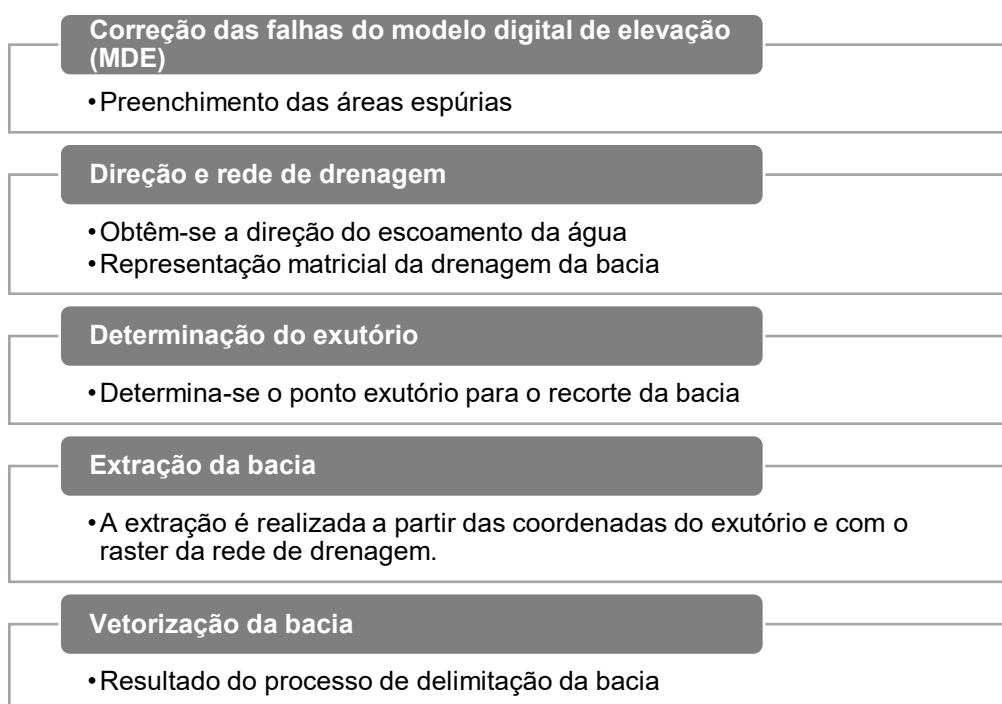 Correção das falhas do modelo digital de elevação
(MDE)
•Preenchimento das áreas espúrias
Direção e rede de drenagem
•Obtêm-se a direção do escoamento da água
•Representação matricial da drenagem da bacia
Determinação do exutório
•Determina-se o ponto exutório para o recorte da bacia
Extração da bacia
•A extração é realizada a partir das coordenadas do exutório e com o
raster da rede de drenagem.
Vetorização da bacia
•Resultado do processo de delimitação da bacia